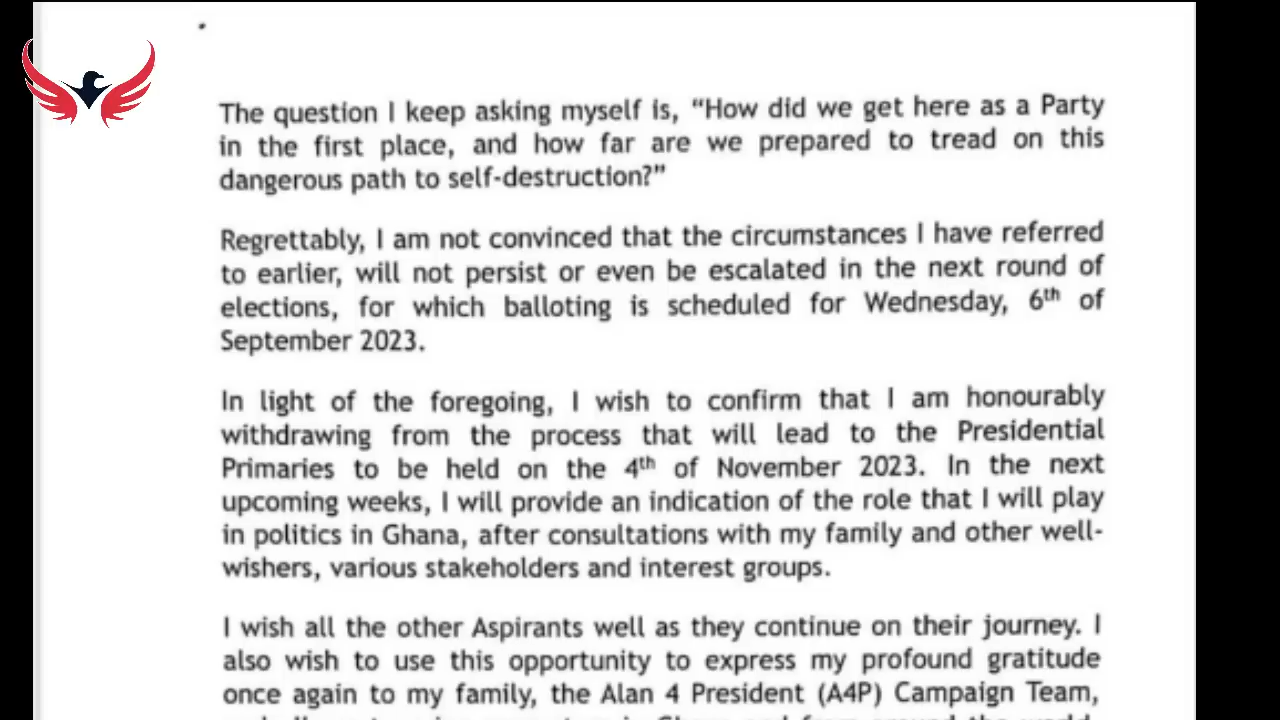 The question I keep asking myself is, “How did we get here as a Party
in the first place, and how far are we prepared to tread on this
dangerous path to self-destruction?”
Regrettably, I am not convinced that the circumstances I have referred
to earlier, will not persist or even be escalated in the next round of
elections, for which balloting is scheduled for Wednesday, 6th of
September 2023.
In light of the foregoing, I wish to confirm that I am honourably
withdrawing from the process that will lead to the Presidential
Primaries to be held on the 4th of November 2023. In the next
upcoming weeks, I will provide an indication of the role that I will play
in politics in Ghana, after consultations with my family and other well-
wishers, various stakeholders and interest groups.
I wish all the other Aspirants well as they continue on their journey. I
also wish to use this opportunity to express my profound gratitude
once again to my family, the Alan 4 President (A4P) Campaign Team,